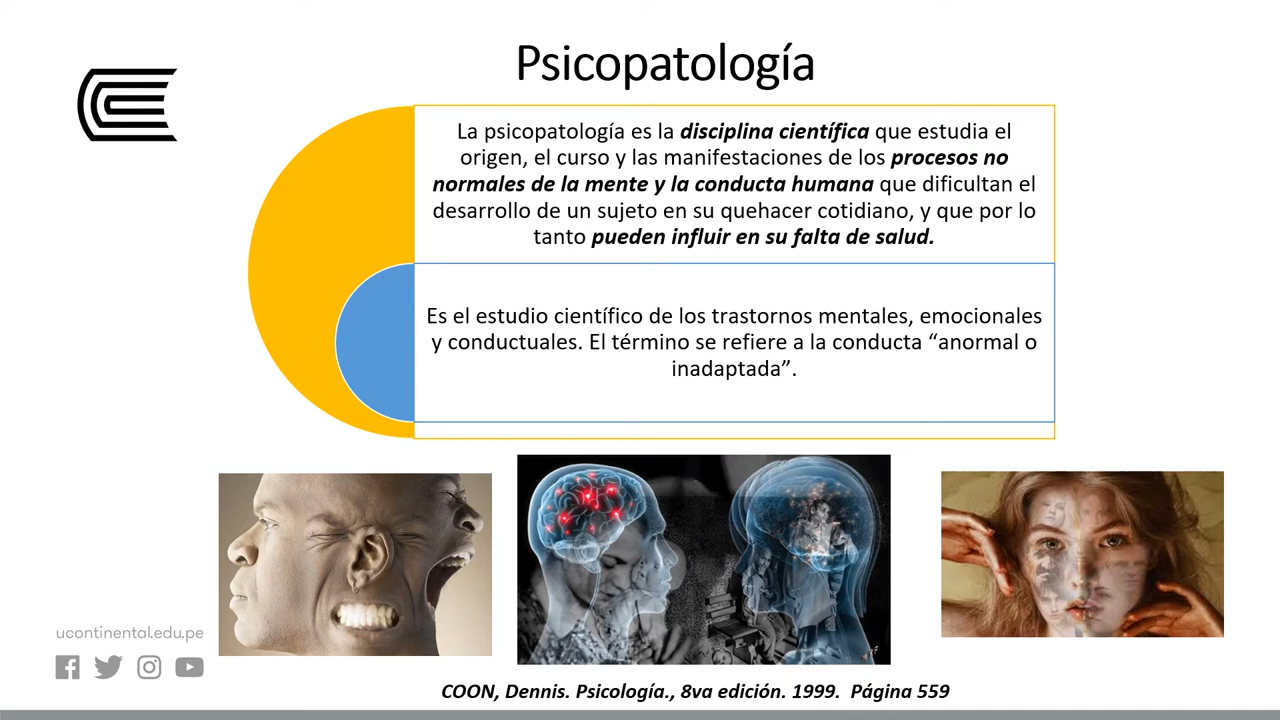 Psicopatología
La psicopatología es la disciplina científica que estudia el
origen, el curso y las manifestaciones de los procesos no
normales de la mente y la conducta humana que dificultan el
desarrollo de un sujeto en su quehacer cotidiano, y que por lo
tanto pueden influir en su falta de salud.
Es el estudio científico de los trastornos mentales, emocionales
y conductuales. El término se refiere a la conducta “anormal o
inadaptada”.
ucontinental.edu.pe
COON, Dennis. Psicología., 8va edición. 1999. Página 559